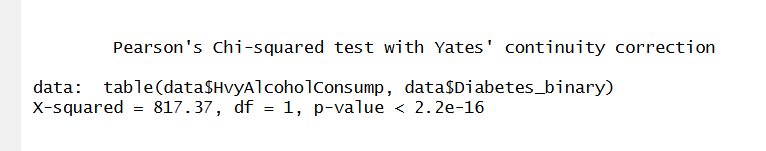 Pearson's Chi-squared test with Yates' continuity correction
data:  table(data$HvyAlcoholConsump, data$Diabetes_binary)
X-squared = 817.37, df = 1, p-value < 2.2e-16